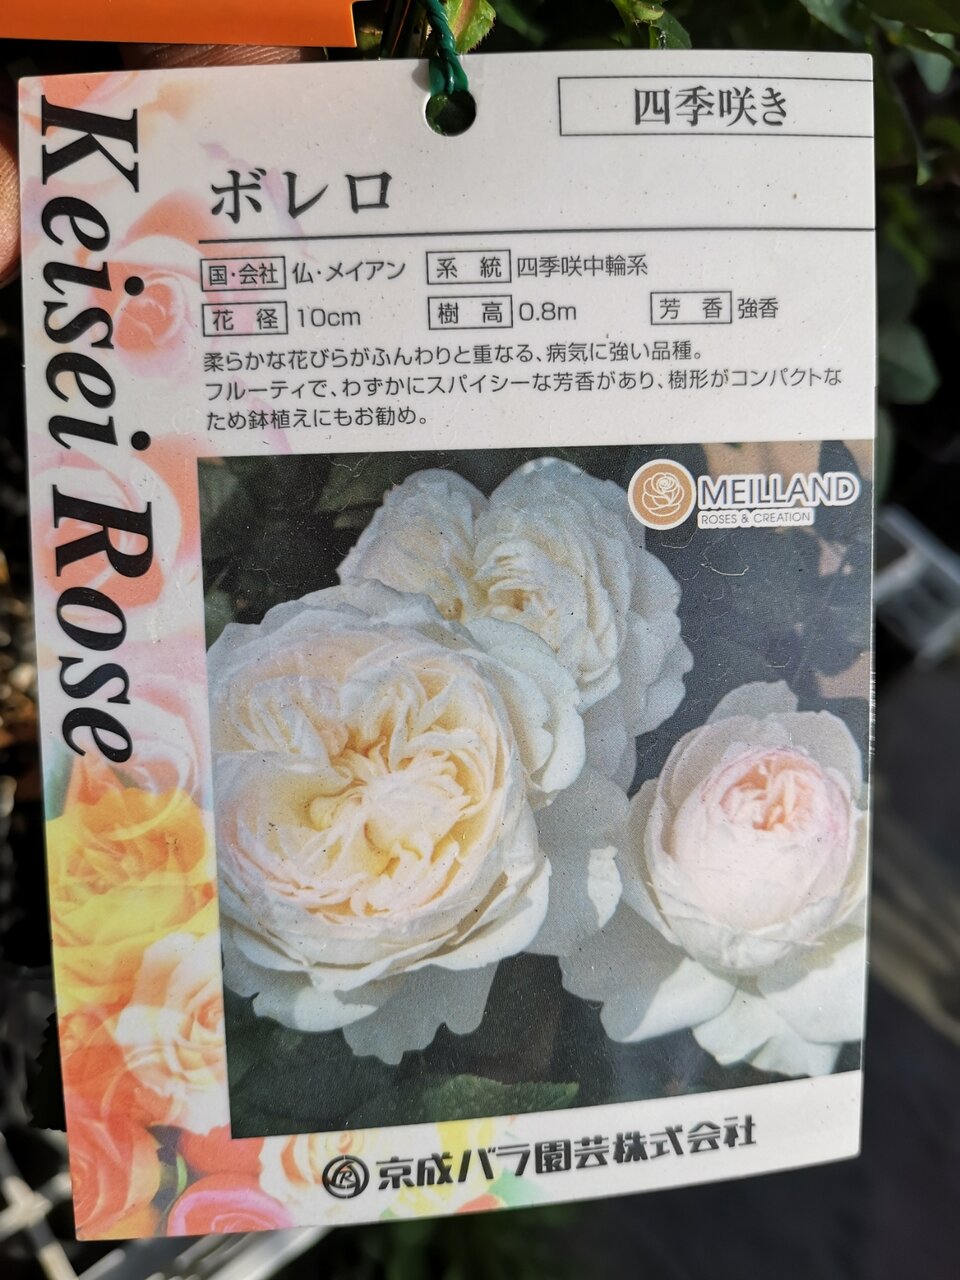 四季咲き
ボレロ
国・会社 仏・メイアン 系 統 四季咲中輪系
花 径 10cm 樹 高 0.8m 芳 香 強香
柔らかな花びらがふんわりと重なる、病気に強い品種。
フルーティで、わずかにスパイシーな芳香があり、樹形がコンパクトな
ため鉢植えにもお勧め。
Keisei Rose
MEILLAND
ROSES & CREATION
京成バラ園芸株式会社